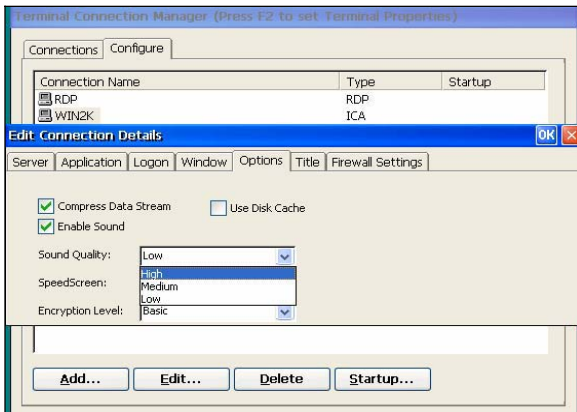 Terminal Connection Manager (Press F2 to set Terminal Properties)
Connections Configure
Connection Name Type Startup
RDP RDP
WIN2K ICA
Edit Connection Details OK
Server Application Logon Window Options Title Firewall Settings
Compress Data Stream Use Disk Cache
Enable Sound
Sound Quality: Low
High
SpeedScreen: Medium
Low
Encryption Level: Basic
Add... Edit... Delete Startup...